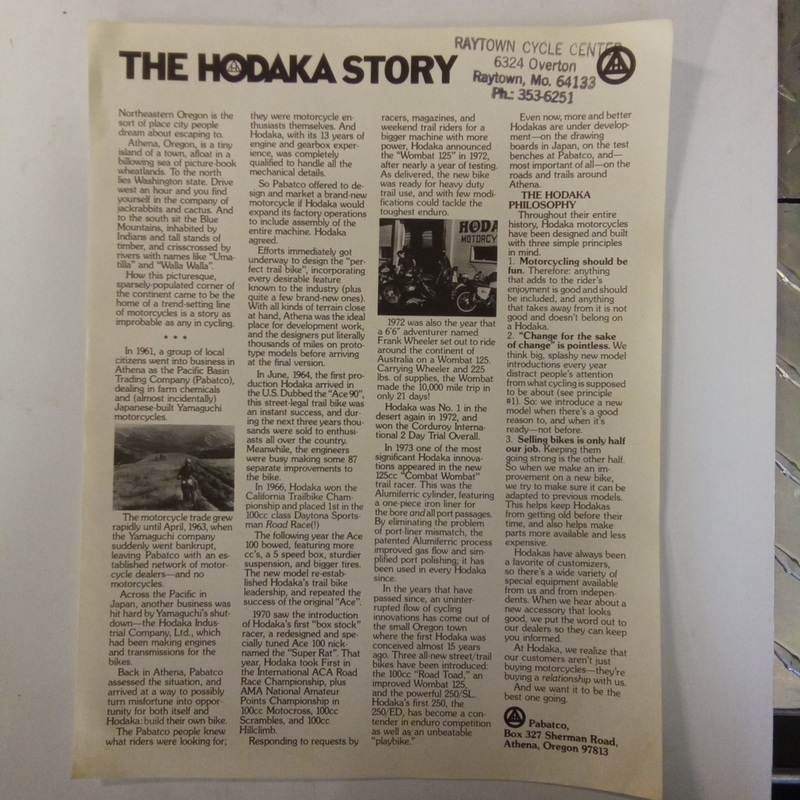 THE HODAKA STORY
RAYTOWN CYCLE CENTER
6324 Overton
Raytown, Mo. 64133
Ph.: 353-6251
Northeastern Oregon is the
sort of place city people
dream about escaping to.
Athena, Oregon, is a tiny
island of a town, afloat in a
billowing sea of picture-book
wheatlands. To the north
lies Washington state. Drive
west an hour and you find
yourself in the company of
jackrabbits and cactus. And
to the south sit the Blue
Mountains, inhabited by
Indians and tall stands of
timber, and crisscrossed by
rivers with names like "Uma-
tilla" and "Walla Walla".
How this picturesque,
sparsely-populated corner of
the continent came to be the
home of a trend-setting line
of motorcycles is a story as
improbable as any in cycling.
* * *
In 1961, a group of local
citizens went into business in
Athena as the Pacific Basin
Trading Company (Pabatco),
dealing in farm chemicals
and (almost incidentally)
Japanese-built Yamaguchi
motorcycles.
The motorcycle trade grew
rapidly until April, 1963, when
the Yamaguchi company
suddenly went bankrupt,
leaving Pabatco with an es-
tablished network of motor-
cycle dealers—and no
motorcycles.
Across the Pacific in
Japan, another business was
hit hard by Yamaguchi's shut-
down—the Hodaka Indus-
trial Company, Ltd., which
had been making engines
and transmissions for the
bikes.
Back in Athena, Pabatco
assessed the situation, and
arrived at a way to possibly
turn misfortune into oppor-
tunity for both itself and
Hodaka: build their own bike.
The Pabatco people knew
what riders were looking for;
they were motorcycle en-
thusiasts themselves. And
Hodaka, with its 13 years of
engine and gearbox exper-
ience, was completely
qualified to handle all the
mechanical details.
So Pabatco offered to de-
sign and market a brand-new
motorcycle if Hodaka would
expand its factory operations
to include assembly of the
entire machine. Hodaka
agreed.
Efforts immediately got
underway to design the "per-
fect trail bike", incorporating
every desirable feature
known to the industry (plus
quite a few brand-new ones).
With all kinds of terrain close
at hand, Athena was the ideal
place for development work,
and the designers put literally
thousands of miles on proto-
type models before arriving
at the final version.
In June, 1964, the first pro-
duction Hodaka arrived in
the U.S. Dubbed the "Ace 90",
this street-legal trail bike was
an instant success, and dur-
ing the next three years thou-
sands were sold to enthusi-
asts all over the country.
Meanwhile, the engineers
were busy making some 87
separate improvements to
the bike.
In 1966, Hodaka won the
California Trailbike Cham-
pionship and placed 1st in the
100cc class Daytona Sports-
man Road Race(!)
The following year the Ace
100 bowed, featuring more
cc's, a 5 speed box, sturdier
suspension, and bigger tires.
The new model re-estab-
lished Hodaka's trail bike
leadership, and repeated the
success of the original "Ace".
1970 saw the introduction
of Hodaka's first "box stock"
racer, a redesigned and spe-
cially tuned Ace 100 nick-
named the "Super Rat". That
year, Hodaka took First in
the International ACA Road
Race Championship, plus
AMA National Amateur
Points Championship in
100cc Motocross, 100cc
Scrambles, and 100cc
Hillclimb.
Responding to requests by
racers, magazines, and
weekend trail riders for a
bigger machine with more
power, Hodaka announced
the "Wombat 125" in 1972,
after nearly a year of testing.
As delivered, the new bike
was ready for heavy duty
trail use, and with few modi-
fications could tackle the
toughest enduro.
HODA
MOTORCY
1972 was also the year that
a 6'6" adventurer named
Frank Wheeler set out to ride
around the continent of
Australia on a Wombat 125.
Carrying Wheeler and 225
lbs. of supplies, the Wombat
made the 10,000 mile trip in
only 21 days!
Hodaka was No. 1 in the
desert again in 1972, and
won the Corduroy Interna-
tional 2 Day Trial Overall.
In 1973 one of the most
significant Hodaka innova-
tions appeared in the new
125cc "Combat Wombat"
trail racer. This was the
Alumiferic cylinder, featuring
a one-piece iron liner for
the bore and all port passages.
By eliminating the problem
of port-liner mismatch, the
patented Alumiferic process
improved gas flow and sim-
plified port polishing; it has
been used in every Hodaka
since.
In the years that have
passed since, an uninter-
rupted flow of cycling
innovations has come out of
the small Oregon town
where the first Hodaka was
conceived almost 15 years
ago. Three all-new street/trail
bikes have been introduced:
the 100cc "Road Toad," an
improved Wombat 125,
and the powerful 250/SL.
Hodaka's first 250, the
250/ED, has become a con-
tender in enduro competition
as well as an unbeatable
"playbike."
Even now, more and better
Hodakas are under develop-
ment—on the drawing
boards in Japan, on the test
benches at Pabatco, and—
most important of all—on the
roads and trails around
Athena.
THE HODAKA
PHILOSOPHY
Throughout their entire
history, Hodaka motorcycles
have been designed and built
with three simple principles
in mind.
1. Motorcycling should be
fun. Therefore: anything
that adds to the rider's
enjoyment is good and should
be included, and anything
that takes away from it is not
good and doesn't belong on
a Hodaka.
2. "Change for the sake
of change" is pointless. We
think big, splashy new model
introductions every year
distract people's attention
from what cycling is supposed
to be about (see principle
#1). So: we introduce a new
model when there's a good
reason to, and when it's
ready—not before.
3. Selling bikes is only half
our job. Keeping them
going strong is the other half.
So when we make an im-
provement on a new bike,
we try to make sure it can be
adapted to previous models.
This helps keep Hodakas
from getting old before their
time, and also helps make
parts more available and less
expensive.
Hodakas have always been
a favorite of customizers,
so there's a wide variety of
special equipment available
from us and from indepen-
dents. When we hear about a
new accessory that looks
good, we put the word out to
our dealers so they can keep
you informed.
At Hodaka, we realize that
our customers aren't just
buying motorcycles—they're
buying a relationship with us.
And we want it to be the
best one going.
Pabatco,
Box 327 Sherman Road,
Athena, Oregon 97813